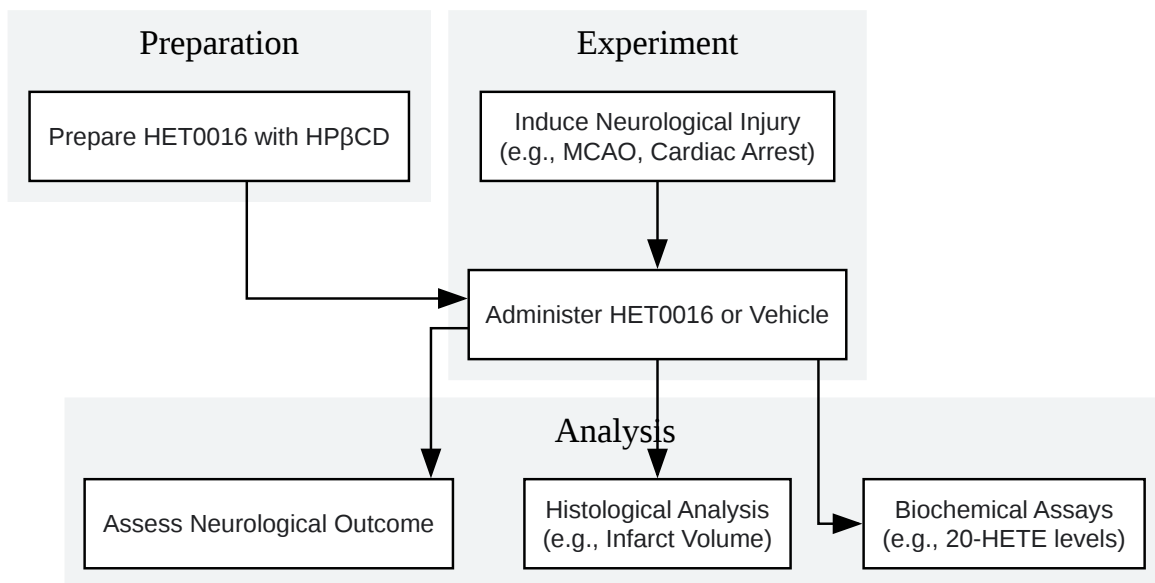 Preparation
Experiment
Prepare HET0016 with HPβCD
Induce Neurological Injury
(e.g., MCAO, Cardiac Arrest)
Administer HET0016 or Vehicle
Analysis
Assess Neurological Outcome
Histological Analysis
(e.g., Infarct Volume)
Biochemical Assays
(e.g., 20-HETE levels)